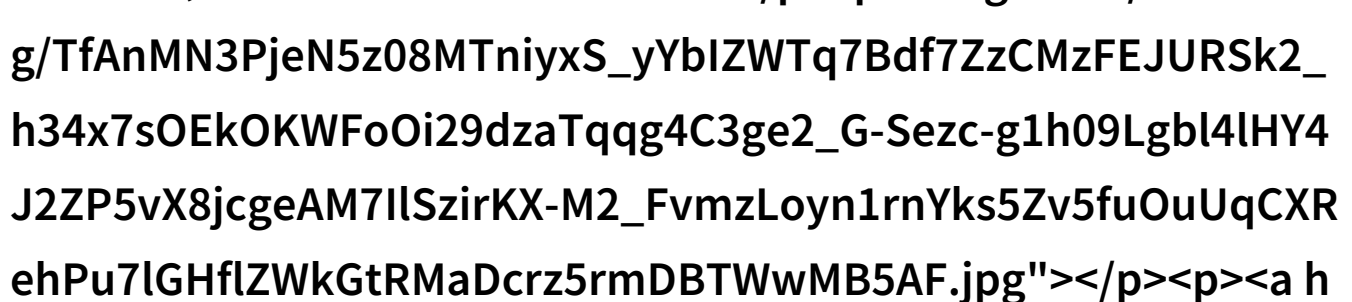 g/TfAnMN3PjeN5z08MTniyxS_yYbIZWTq7Bdf7ZzCMzFEJURSk2_
h34x7sOEkOKWFoOi29dzaTqqg4C3ge2_G-Sezc-g1h09Lgbl4lHY4
J2ZP5vX8jcgeAM7IlSzirKX-M2_FvmzLoyn1rnYks5Zv5fuOuUqCXR
ehPu7lGHflZWkGtRMaDcrz5rmDBTWwMB5AF.jpg"></p><p><a h